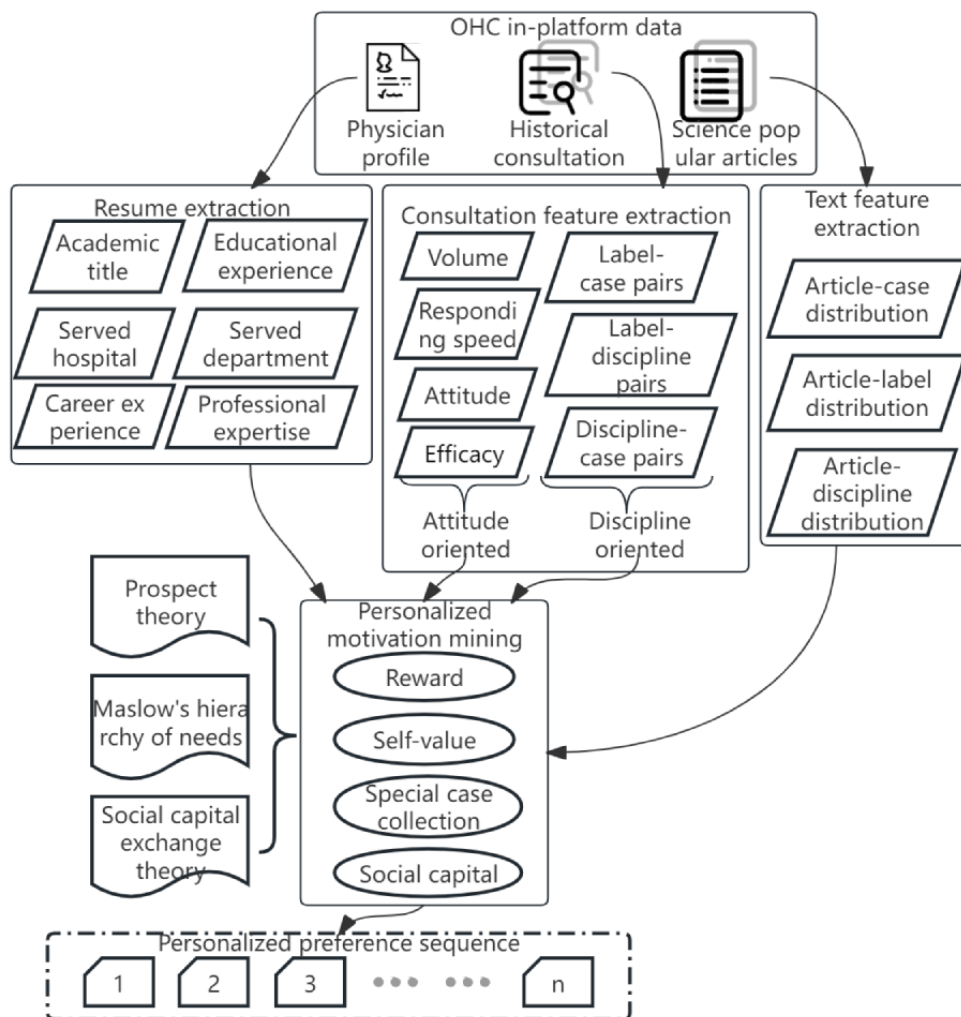 OHC in-platform data
Physician
profile
Historical
consultation
Science pop
ular articles
Resume extraction
Academic
title
Educational
experience
Served
hospital
Served
department
Career ex
perience
Professional
expertise
Consultation feature extraction
Volume
Respondi
ng speed
Attitude
Efficacy
Label-
case pairs
Label-
discipline
pairs
Discipline-
case pairs
Attitude
oriented
Discipline
oriented
Text feature
extraction
Article-case
distribution
Article-label
distribution
Article-
discipline
distribution
Prospect
theory
Maslow's hiera
rchy of needs
Social capital
exchange
theory
Personalized
motivation mining
Reward
Self-value
Special case
collection
Social capital
Personalized preference sequence
1
2
3
n